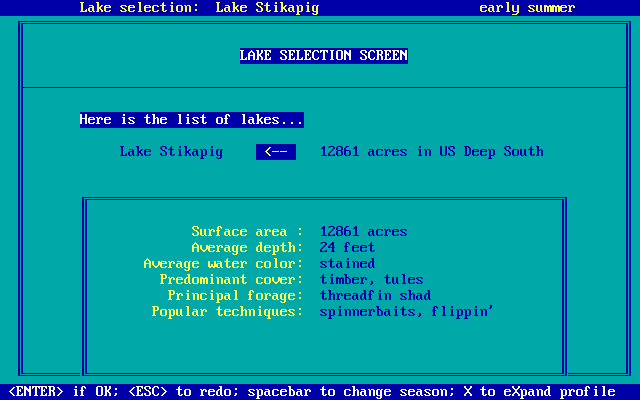 Lake selection: Lake Stikapig early summer
LAKE SELECTION SCREEN
Here is the list of lakes...
Lake Stikapig <-- 12861 acres in US Deep South
Surface area : 12861 acres
Average depth: 24 feet
Average water color: stained
Predominant cover: timber, tules
Principal forage: threadfin shad
Popular techniques: spinnerbaits, flippin'
<ENTER> if OK; <ESC> to redo; spacebar to change season; X to eXpand profile